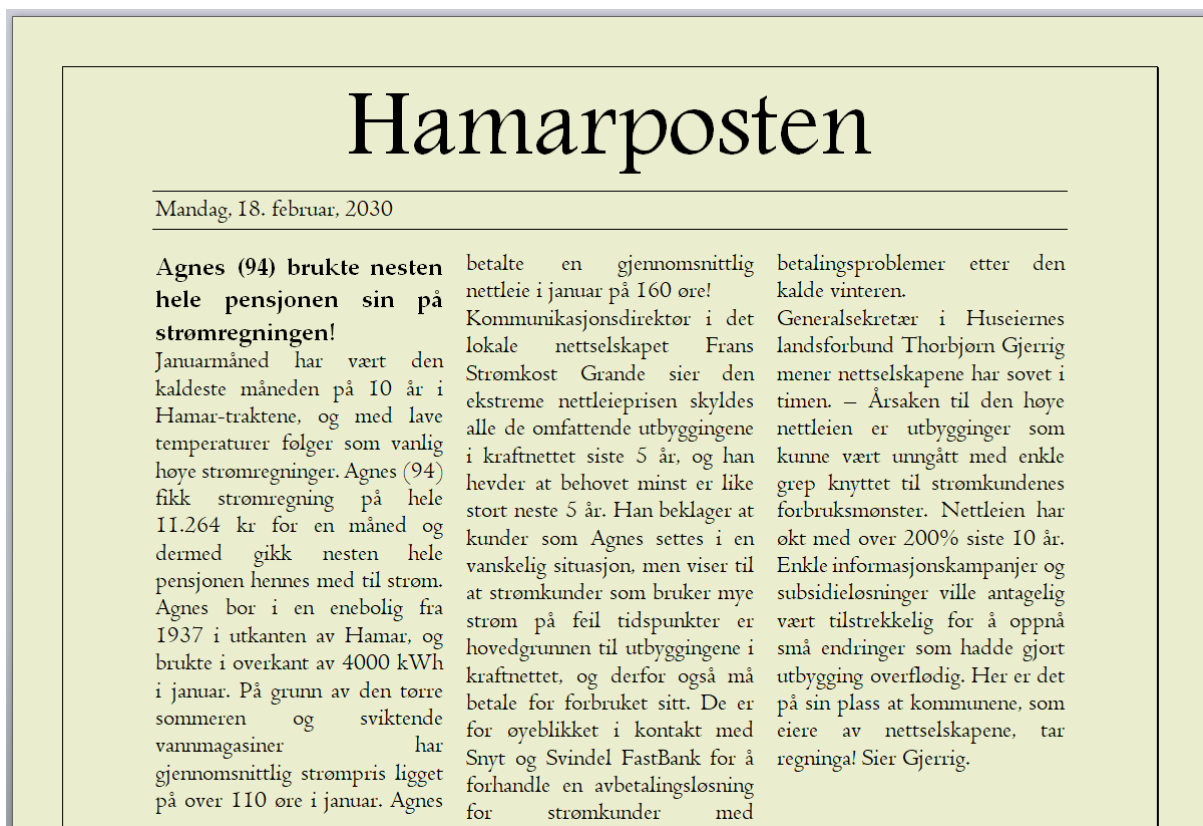 Hamarposten
Mandag, 18. februar, 2030
Agnes (94) brukte nesten
hele pensjonen sin på
strømregningen!
Januarmåned har vært den
kaldeste måneden på 10 år i
Hamar-traktene, og med lave
temperaturer følger som vanlig
høye strømregninger. Agnes (94)
fikk strømregning på hele
11.264 kr for en måned og
dermed gikk nesten hele
pensjonen hennes med til strøm.
Agnes bor i en enebolig fra
1937 i utkanten av Hamar, og
brukte i overkant av 4000 kWh
i januar. På grunn av den tørre
sommeren og sviktende
vannmagasiner har
gjennomsnittlig strømpris ligget
på over 110 øre i januar. Agnes
betalte en gjennomsnittlig
nettleie i januar på 160 øre!
Kommunikasjonsdirektør i det
lokale nettselskapet Frans
Strømkost Grande sier den
ekstreme nettleieprisen skyldes
alle de omfattende utbyggingene
i kraftnettet siste 5 år, og han
hevder at behovet minst er like
stort neste 5 år. Han beklager at
kunder som Agnes settes i en
vanskelig situasjon, men viser til
at strømkunder som bruker mye
strøm på feil tidspunkter er
hovedgrunnen til utbyggingene i
kraftnettet, og derfor også må
betale for forbruket sitt. De er
for øyeblikket i kontakt med
Snyt og Svindel FastBank for å
forhandle en avbetalingsløsning
for strømkunder med
betalingsproblemer etter den
kalde vinteren.
Generalsekretær i Huseiernes
landsforbund Thorbjørn Gjerrig
mener nettselskapene har sovet i
timen. – Årsaken til den høye
nettleien er utbygginger som
kunne vært unngått med enkle
grep knyttet til strømkundenes
forbruksmønster. Nettleien har
økt med over 200% siste 10 år.
Enkle informasjonskampanjer og
subsidieløsninger ville antagelig
vært tilstrekkelig for å oppnå
små endringer som hadde gjort
utbygging overflødig. Her er det
på sin plass at kommunene, som
eiere av nettselskapene, tar
regninga! Sier Gjerrig.